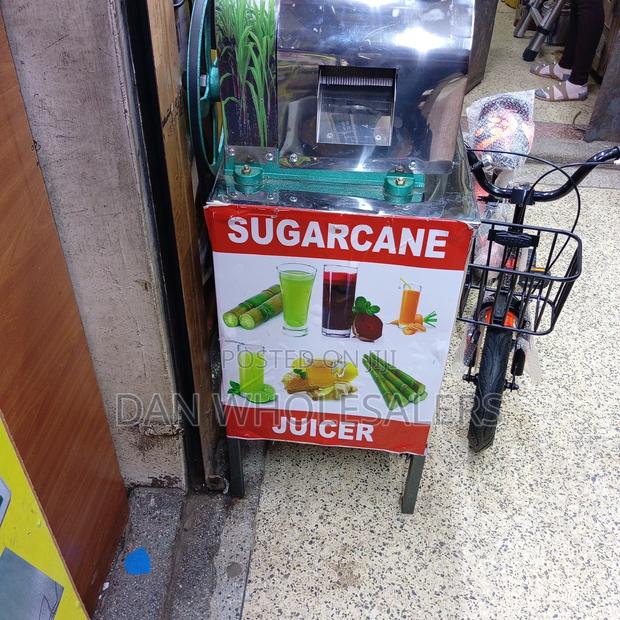 SUGARCANE
POSTED ON JIJI
DAN WHOLESALERS
JUICER